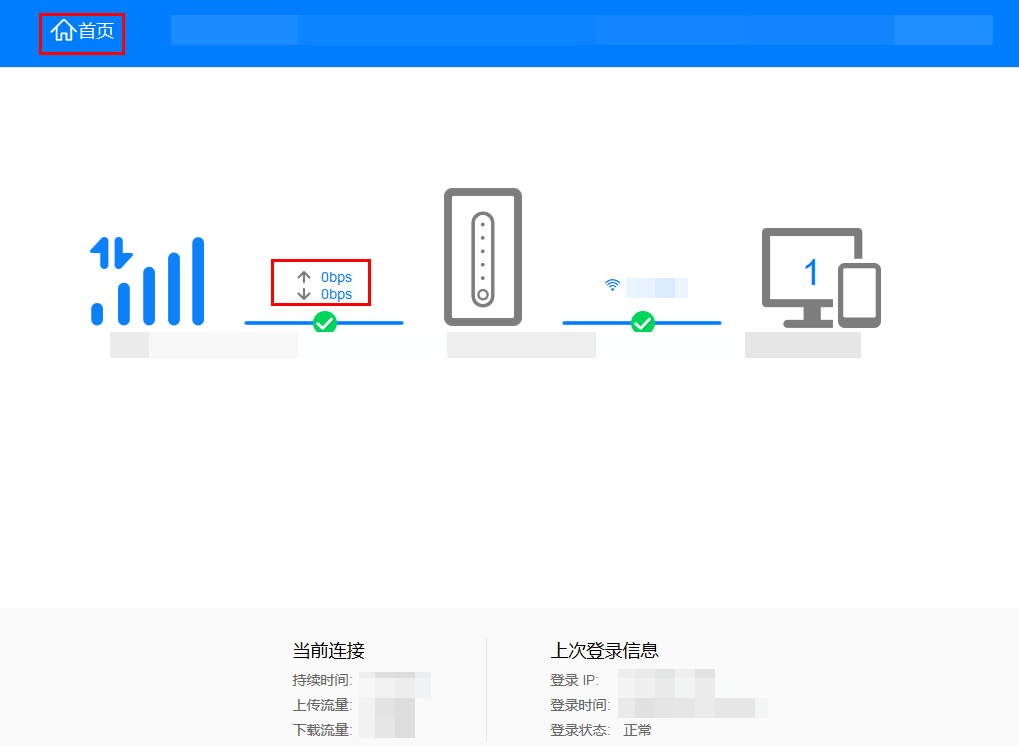 首页
0bps
0bps
1
当前连接
持续时间:
上传流量:
下载流量:
上次登录信息
登录 IP:
登录时间:
登录状态: 正常